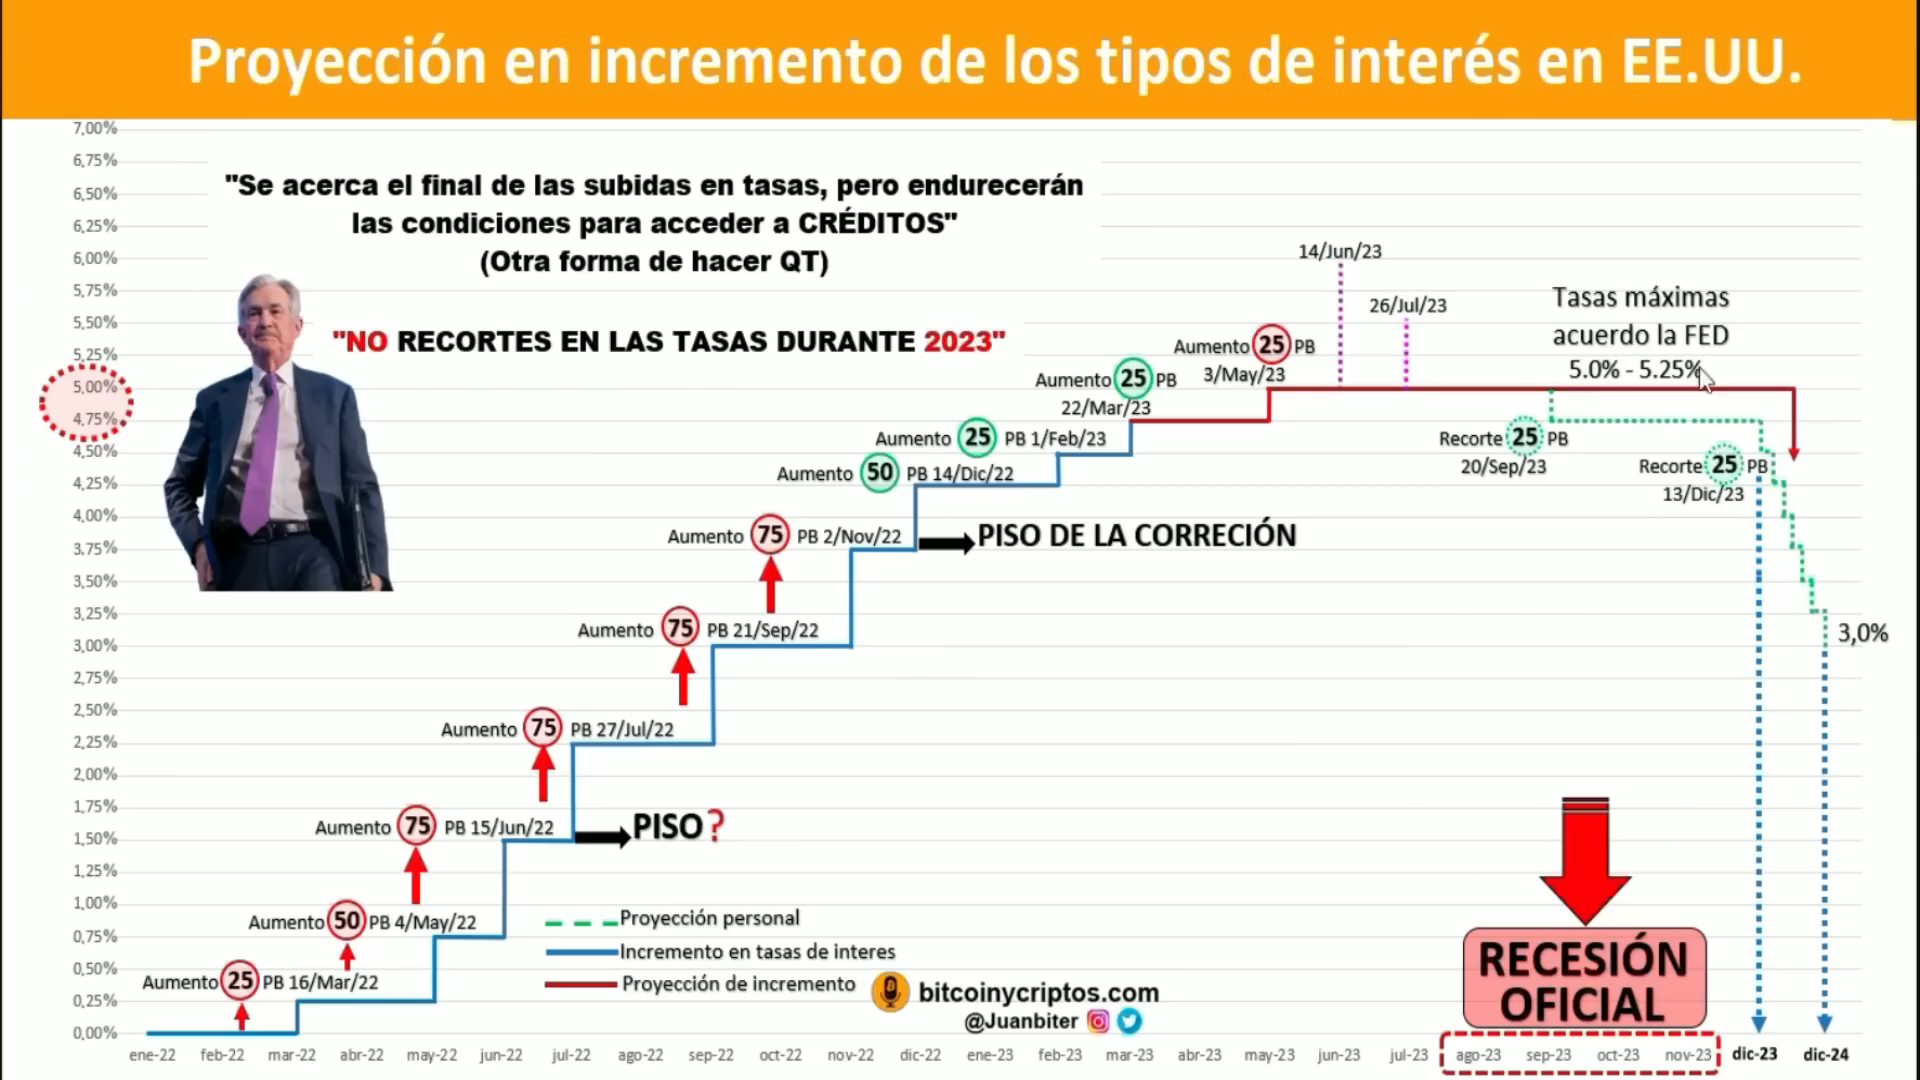 Proyección en incremento de los tipos de interés en EE.UU.
7,00%
6,75%
6,50%
6,25%
6,00%
5,75%
5,50%
5,25%
5,00%
4,75%
4,50%
4,25%
4,00%
3,75%
3,50%
3,25%
3,00%
2,75%
2,50%
2,25%
2,00%
1,75%
1,50%
1,25%
1,00%
0,75%
0,50%
0,25%
0,00%
"Se acerca el final de las subidas en tasas, pero endurecerán
las condiciones para acceder a CRÉDITOS"
(Otra forma de hacer QT)
"NO RECORTES EN LAS TASAS DURANTE 2023"
14/Jun/23
26/Jul/23
Tasas máximas
acuerdo la FED
5.0% - 5.25%
Aumento 25 PB
3/May/23
Aumento 25 PB
22/Mar/23
Aumento 25 PB 1/Feb/23
Aumento 50 PB 14/Dic/22
Recorte 25 PB
20/Sep/23
Recorte 25 PB
13/Dic/23
Aumento 75 PB 2/Nov/22
PISO DE LA CORRECIÓN
Aumento 75 PB 21/Sep/22
3,0%
Aumento 75 PB 27/Jul/22
Aumento 75 PB 15/Jun/22
PISO?
Aumento 50 PB 4/May/22
Aumento 25 PB 16/Mar/22
Proyección personal
Incremento en tasas de interes
Proyección de incremento
bitcoinycriptos.com
@Juanbiter
RECESIÓN
OFICIAL
ene-22 feb-22 mar-22 abr-22 may-22 jun-22 jul-22 ago-22 sep-22 oct-22 nov-22 dic-22 ene-23 feb-23 mar-23 abr-23 may-23 jun-23 jul-23 ago-23 sep-23 oct-23 nov-23 dic-23 dic-24